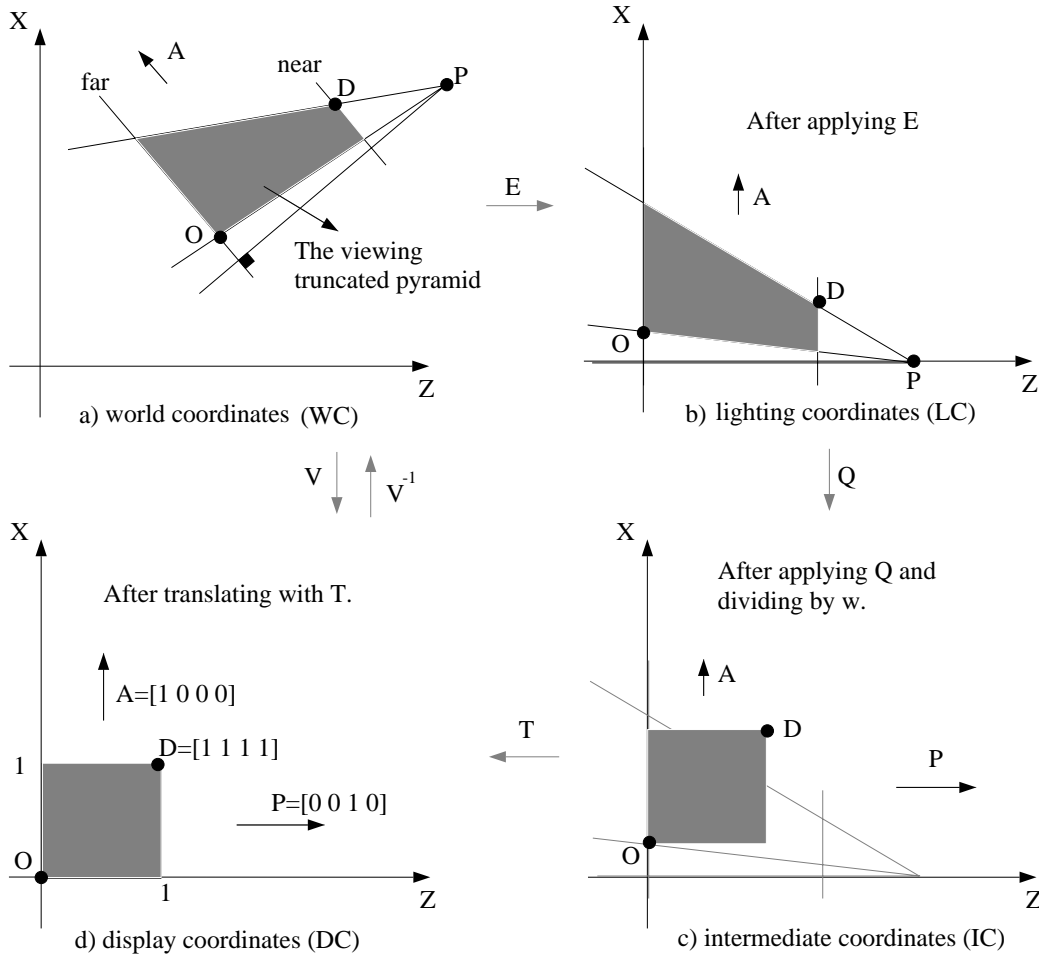 X
A
far
near
D
P
O
The viewing
truncated pyramid
Z
a) world coordinates (WC)
E
X
After applying E
A
D
O
P
Z
b) lighting coordinates (LC)
V
V-1
Q
X
After translating with T.
A=[1 0 0 0]
D=[1 1 1 1]
1
P=[0 0 1 0]
O
1
Z
d) display coordinates (DC)
T
X
After applying Q and
dividing by w.
A
D
P
O
Z
c) intermediate coordinates (IC)